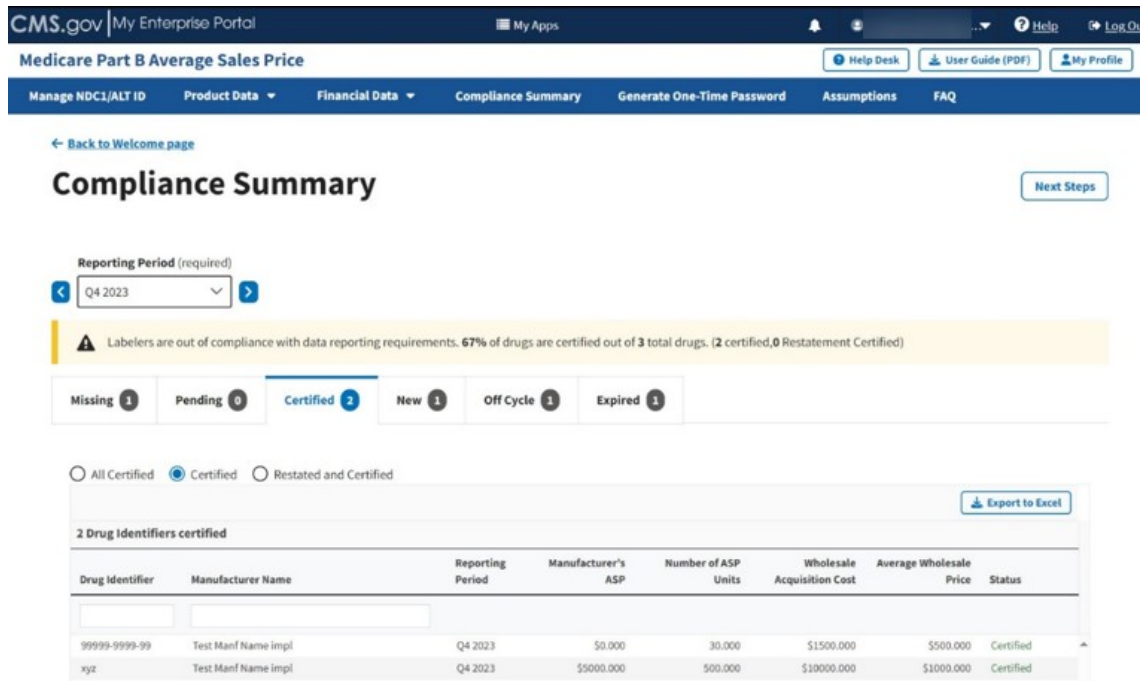 CMS.gov My Enterprise Portal My Apps ...▾ Help Log Ou
Medicare Part B Average Sales Price Help Desk User Guide (PDF) My Profile
Manage NDC1/ALT ID Product Data Financial Data Compliance Summary Generate One-Time Password Assumptions FAQ
← Back to Welcome page
Compliance Summary Next Steps
Reporting Period (required)
Q4 2023
Labelers are out of compliance with data reporting requirements. 67% of drugs are certified out of 3 total drugs. (2 certified,0 Restatement Certified)
Missing 1 Pending 0 Certified 2 New 1 Off Cycle 1 Expired 1
All Certified Certified Restated and Certified
Export to Excel
2 Drug Identifiers certified
Reporting Manufacturer's Number of ASP Wholesale Average Wholesale
Drug Identifier Manufacturer Name Period ASP Units Acquisition Cost Price Status
99999-9999-99 Test Manf Name impl Q4 2023 $0.000 30.000 $1500.000 $500.000 Certified
xyz Test Manf Name impl Q4 2023 $5000.000 500.000 $10000.000 $1000.000 Certified